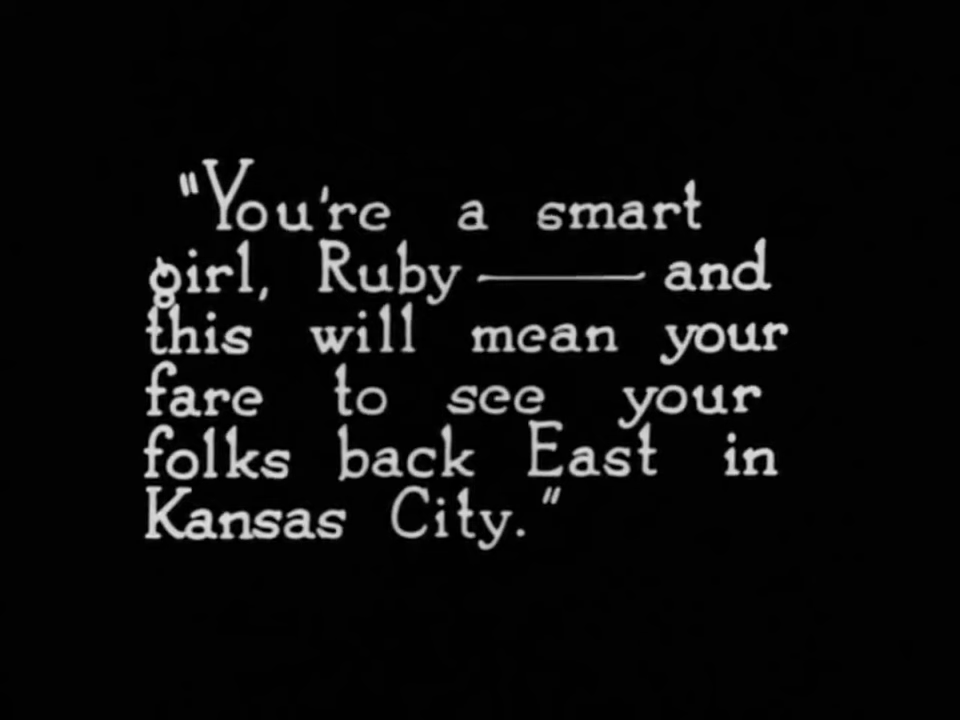 "You're a smart
girl, Ruby —— and
this will mean your
fare to see your
folks back East in
Kansas City."